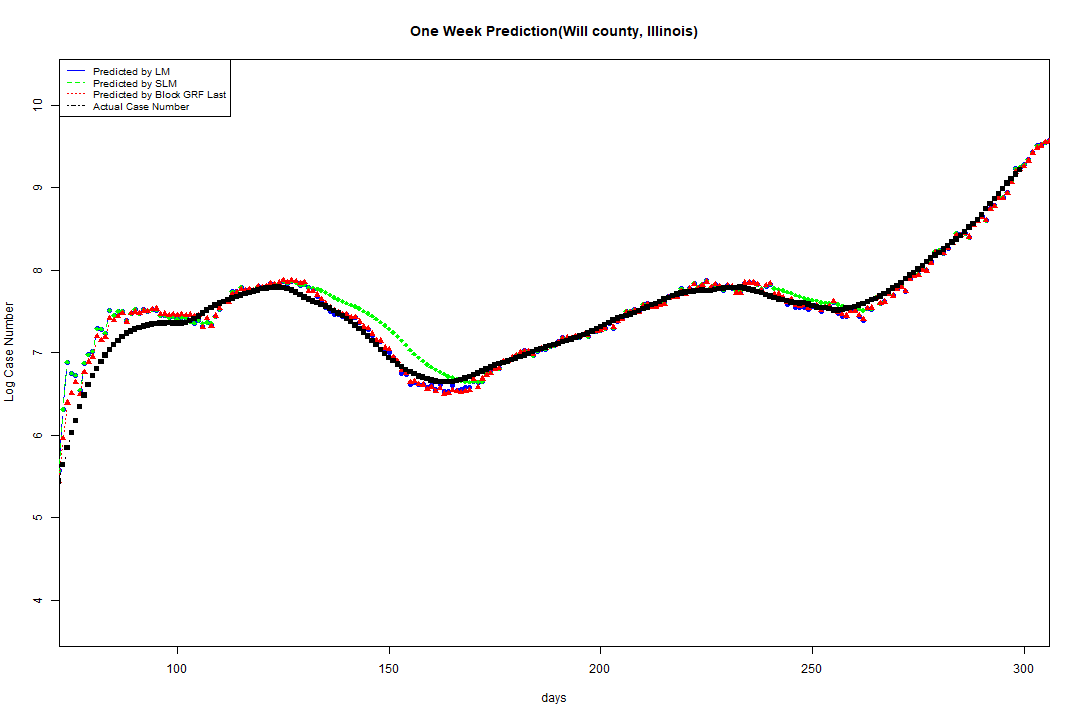 One Week Prediction(Will county, Illinois)
Predicted by LM
Predicted by SLM
Predicted by Block GRF Last
Actual Case Number
10
9
8
7
6
5
4
Log Case Number
100 150 200 250 300
days